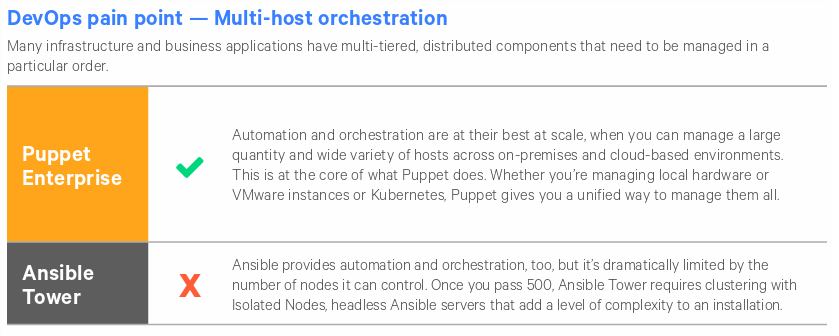 DevOps pain point — Multi-host orchestration
Many infrastructure and business applications have multi-tiered, distributed components that need to be managed in a
particular order.
Puppet
Enterprise
Automation and orchestration are at their best at scale, when you can manage a large
quantity and wide variety of hosts across on-premises and cloud-based environments.
This is at the core of what Puppet does. Whether you're managing local hardware or
VMware instances or Kubernetes, Puppet gives you a unified way to manage them all.
Ansible
Tower
X
Ansible provides automation and orchestration, too, but it's dramatically limited by the
number of nodes it can control. Once you pass 500, Ansible Tower requires clustering with
Isolated Nodes, headless Ansible servers that add a level of complexity to an installation.